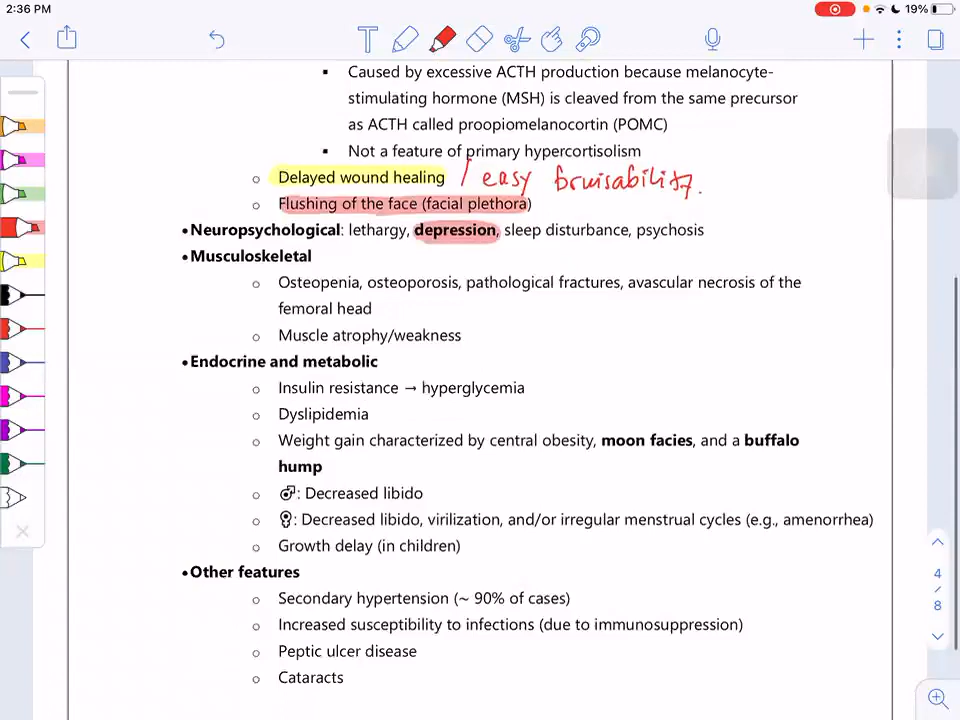 2:36 PM
19%
▪ Caused by excessive ACTH production because melanocyte-
stimulating hormone (MSH) is cleaved from the same precursor
as ACTH called proopiomelanocortin (POMC)
▪ Not a feature of primary hypercortisolism
○ Delayed wound healing / easy bruisability.
○ Flushing of the face (facial plethora)
•Neuropsychological: lethargy, depression, sleep disturbance, psychosis
•Musculoskeletal
○ Osteopenia, osteoporosis, pathological fractures, avascular necrosis of the
femoral head
○ Muscle atrophy/weakness
•Endocrine and metabolic
○ Insulin resistance → hyperglycemia
○ Dyslipidemia
○ Weight gain characterized by central obesity, moon facies, and a buffalo
hump
○ ♂: Decreased libido
○ ♀: Decreased libido, virilization, and/or irregular menstrual cycles (e.g., amenorrhea)
○ Growth delay (in children)
•Other features
○ Secondary hypertension (~ 90% of cases)
○ Increased susceptibility to infections (due to immunosuppression)
○ Peptic ulcer disease
○ Cataracts
4
/
8